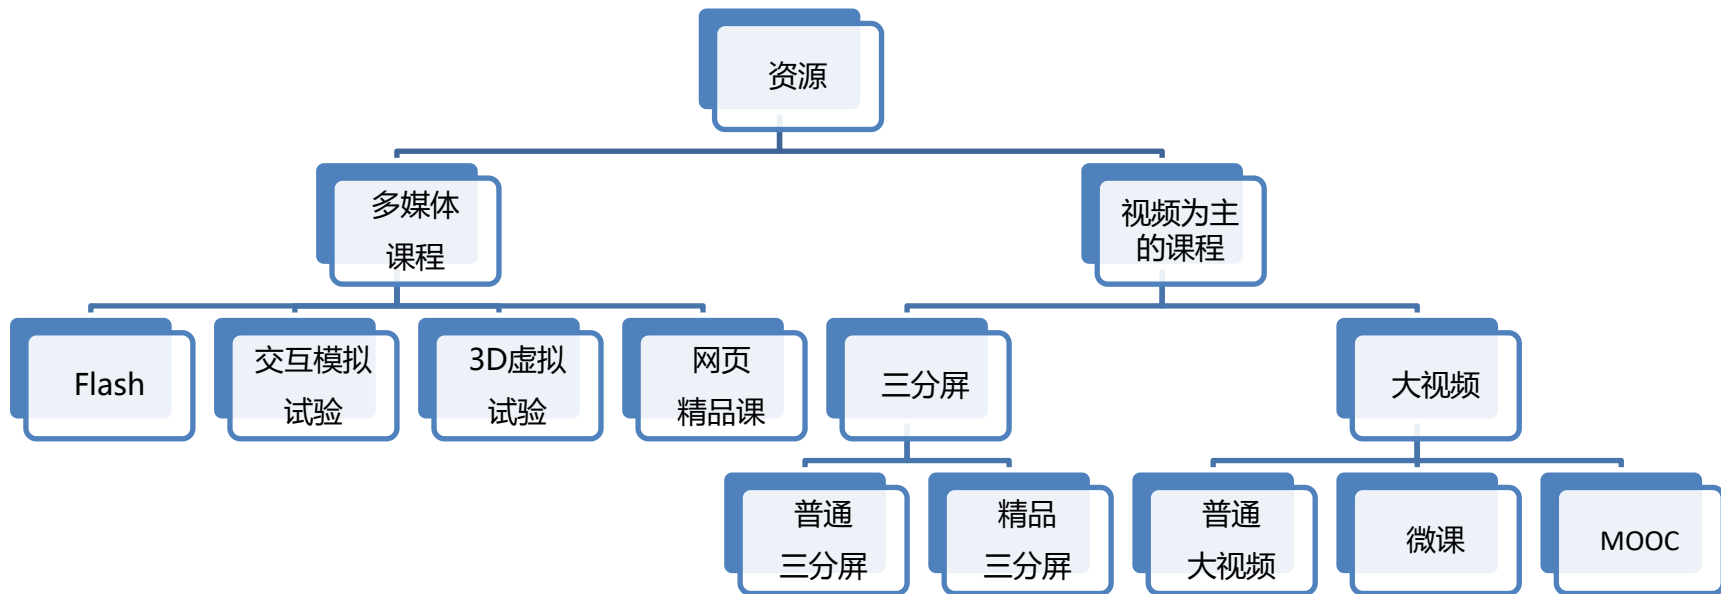 资源
多媒体
课程
视频为主
的课程
Flash
交互模拟
试验
3D虚拟
试验
网页
精品课
三分屏
大视频
普通
三分屏
精品
三分屏
普通
大视频
微课
MOOC